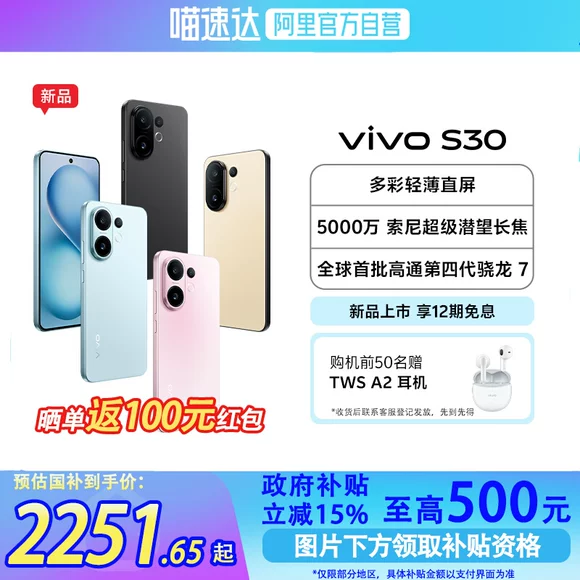 喵速达 阿里官方自营
新品
vivo S30
多彩轻薄直屏
5000万 索尼超级潜望长焦
全球首批高通第四代骁龙 7
新品上市 享12期免息
购机前50名赠
TWS A2 耳机
*收货后联系客服登记发放，先到先得
vivo
晒单返100元红包
预估国补到手价：
2251.65起
政府补贴
立减15%
至高500元
图片下方领取补贴资格
*仅限部分地区，具体补贴金额以支付界面为准